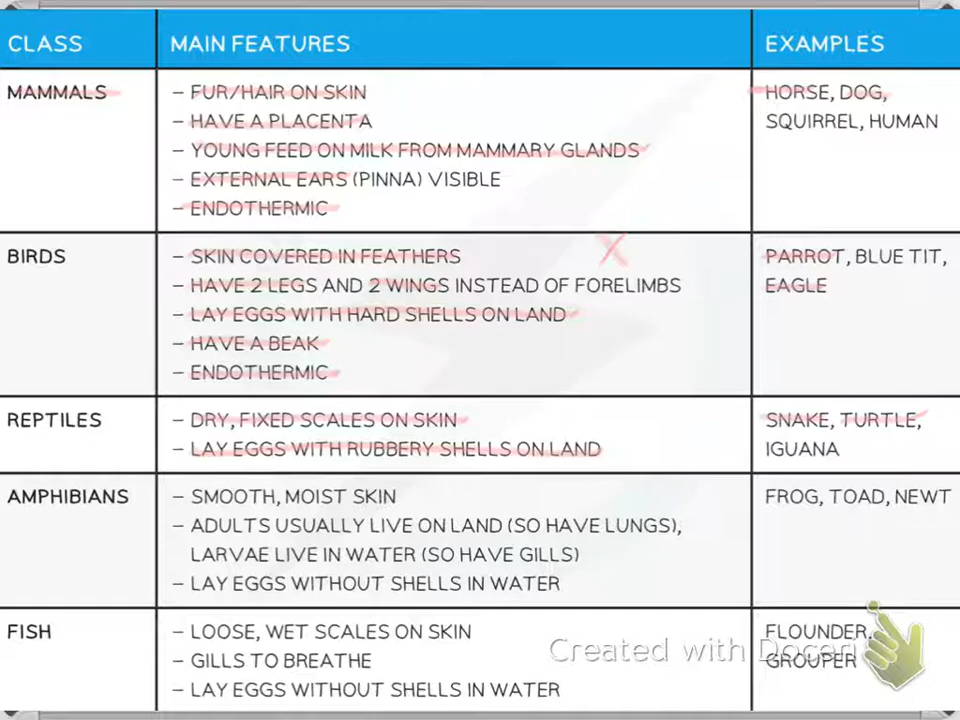 CLASS MAIN FEATURES EXAMPLES
MAMMALS – FUR/HAIR ON SKIN HORSE, DOG,
– HAVE A PLACENTA SQUIRREL, HUMAN
– YOUNG FEED ON MILK FROM MAMMARY GLANDS
– EXTERNAL EARS (PINNA) VISIBLE
– ENDOTHERMIC
BIRDS – SKIN COVERED IN FEATHERS PARROT, BLUE TIT,
– HAVE 2 LEGS AND 2 WINGS INSTEAD OF FORELIMBS EAGLE
– LAY EGGS WITH HARD SHELLS ON LAND
– HAVE A BEAK
– ENDOTHERMIC
REPTILES – DRY, FIXED SCALES ON SKIN SNAKE, TURTLE,
– LAY EGGS WITH RUBBERY SHELLS ON LAND IGUANA
AMPHIBIANS – SMOOTH, MOIST SKIN FROG, TOAD, NEWT
– ADULTS USUALLY LIVE ON LAND (SO HAVE LUNGS),
LARVAE LIVE IN WATER (SO HAVE GILLS)
– LAY EGGS WITHOUT SHELLS IN WATER
FISH – LOOSE, WET SCALES ON SKIN FLOUNDER,
– GILLS TO BREATHE GROUPER
– LAY EGGS WITHOUT SHELLS IN WATER
Created with Doceri